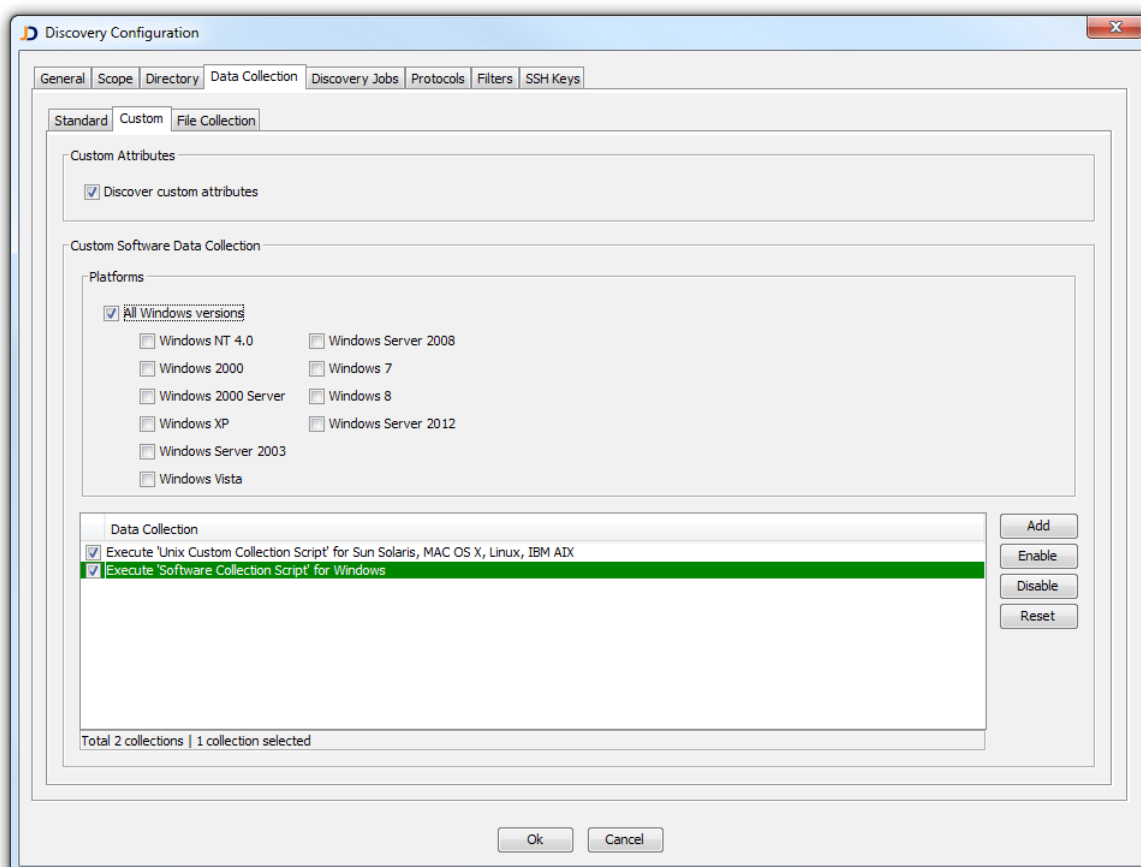 Discovery Configuration
General Scope Directory Data Collection Discovery Jobs Protocols Filters SSH Keys
Standard Custom File Collection
Custom Attributes
Discover custom attributes
Custom Software Data Collection
Platforms
All Windows versions
Windows NT 4.0 Windows Server 2008
Windows 2000 Windows 7
Windows 2000 Server Windows 8
Windows XP Windows Server 2012
Windows Server 2003
Windows Vista
Data Collection
Execute 'Unix Custom Collection Script' for Sun Solaris, MAC OS X, Linux, IBM AIX
Execute 'Software Collection Script' for Windows
Add
Enable
Disable
Reset
Total 2 collections | 1 collection selected
Ok Cancel